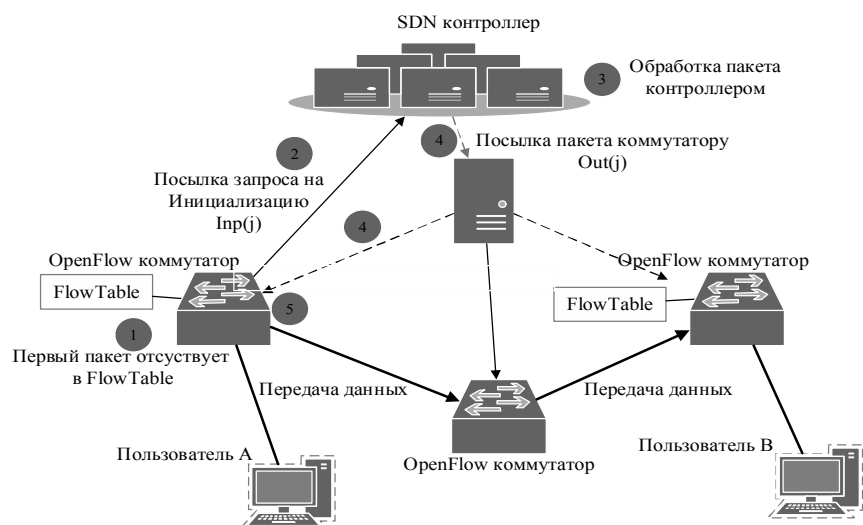 SDN контроллер
3
Обработка пакета
контроллером
2
Посылка запроса на
Инициализацию
Inp(j)
4
Посылка пакета коммутатору
Out(j)
4
OpenFlow коммутатор
FlowTable
OpenFlow коммутатор
FlowTable
1
5
Первый пакет отсуствует
в FlowTable
Передача данных
Передача данных
Пользователь A
OpenFlow коммутатор
Пользователь B